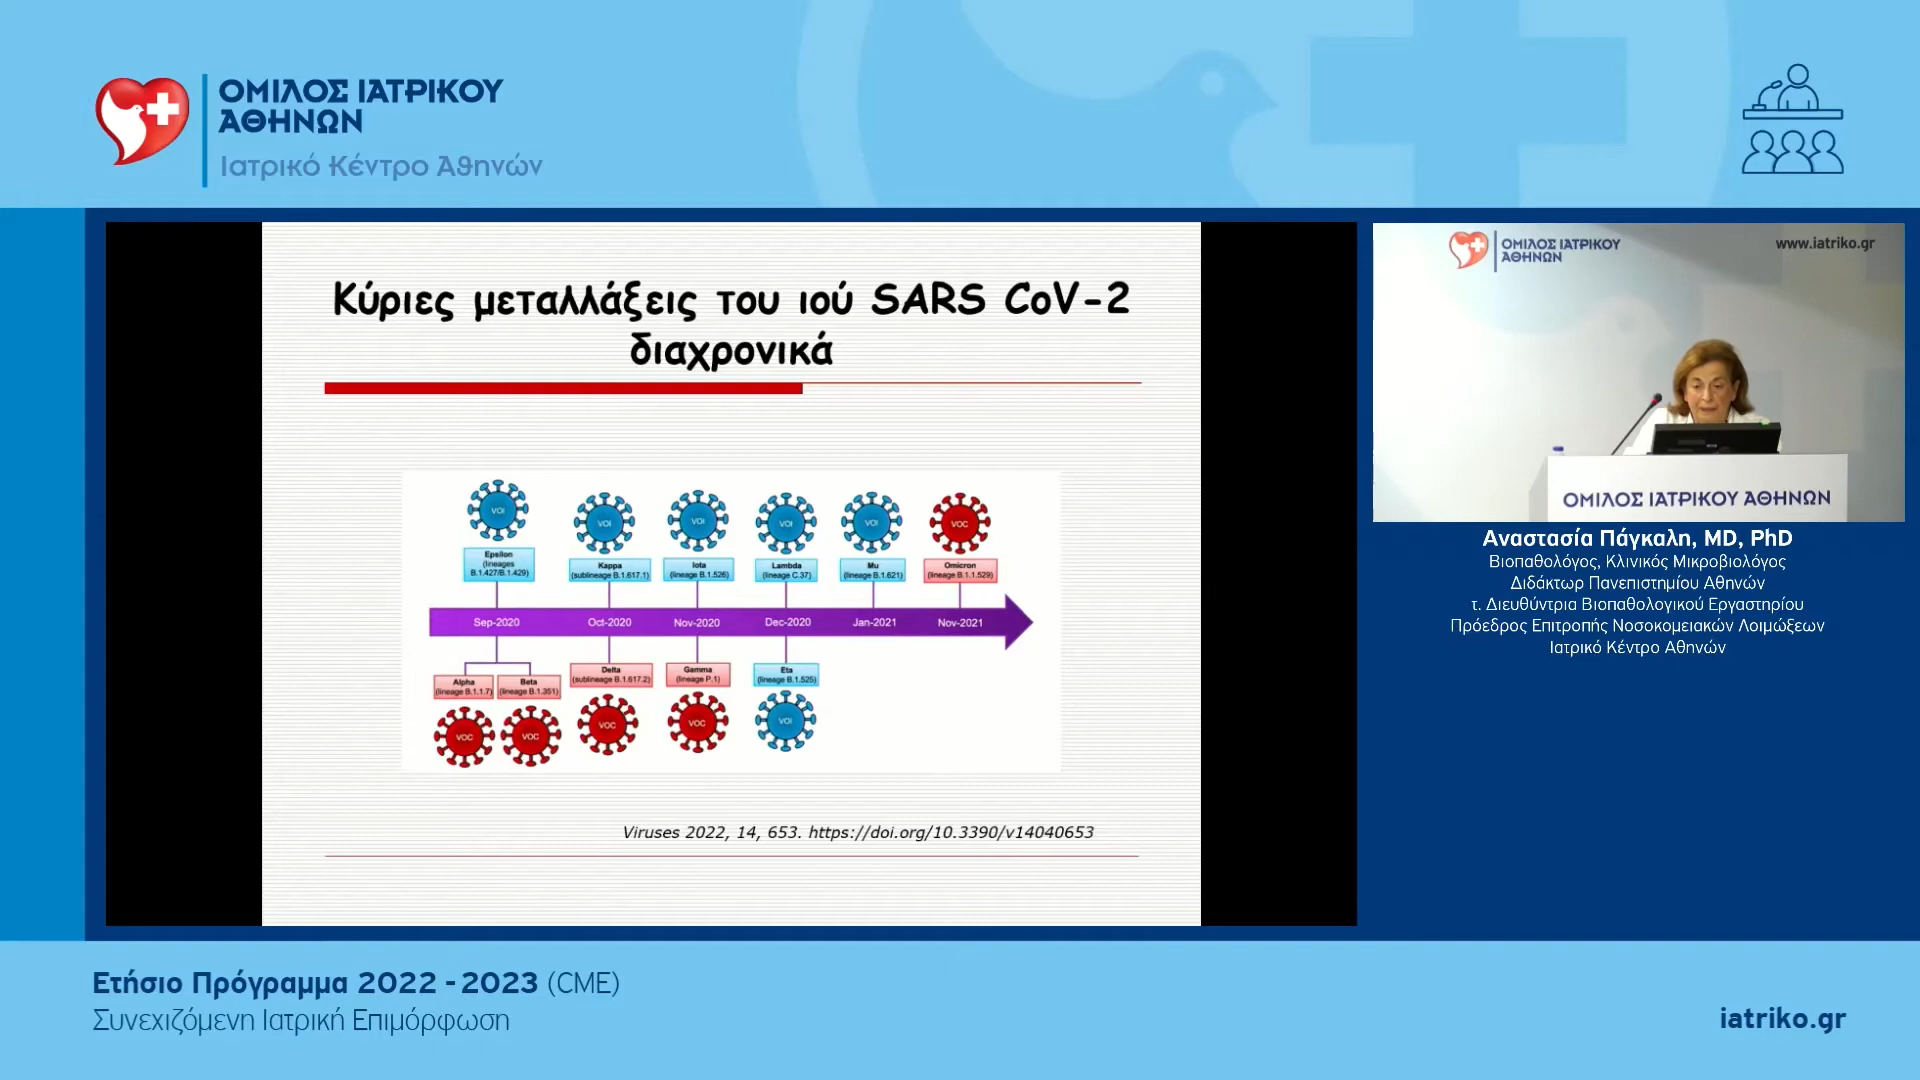 ΟΜΙΛΟΣ ΙΑΤΡΙΚΟΥ
ΑΘΗΝΩΝ
Ιατρικό Κέντρο Αθηνών
Κύριες μεταλλάξεις του ιού SARS CoV-2
διαχρονικά
VOI
VOI
VOI
VOI
VOI
VOC
Epsilon
(lineages
B.1.427/B.1.429)
Kappa
(sublineage B.1.617.1)
Iota
(lineage B.1.526)
Lambda
(lineage C.37)
Mu
(lineage B.1.621)
Omicron
(lineage B.1.1.529)
Sep-2020
Oct-2020
Nov-2020
Dec-2020
Jan-2021
Nov-2021
Alpha
(lineage B.1.1.7)
Beta
(lineage B.1.351)
Delta
(sublineage B.1.617.2)
Gamma
(lineage P.1)
Eta
(lineage B.1.525)
VOC
VOC
VOC
VOC
VOI
Viruses 2022, 14, 653. https://doi.org/10.3390/v14040653
ΟΜΙΛΟΣ ΙΑΤΡΙΚΟΥ
ΑΘΗΝΩΝ
www.iatriko.gr
ΟΜΙΛΟΣ ΙΑΤΡΙΚΟΥ ΑΘΗΝΩΝ
Αναστασία Πάγκαλη, MD, PhD
Βιοπαθολόγος, Κλινικός Μικροβιολόγος
Διδάκτωρ Πανεπιστημίου Αθηνών
τ. Διευθύντρια Βιοπαθολογικού Εργαστηρίου
Πρόεδρος Επιτροπής Νοσοκομειακών Λοιμώξεων
Ιατρικό Κέντρο Αθηνών
Ετήσιο Πρόγραμμα 2022 - 2023 (CME)
Συνεχιζόμενη Ιατρική Επιμόρφωση
iatriko.gr